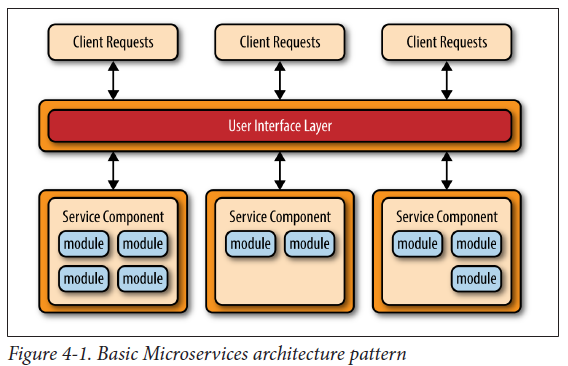 Client Requests Client Requests Client Requests
User Interface Layer
Service Component Service Component Service Component
module module module module module module
module module module
Figure 4-1. Basic Microservices architecture pattern